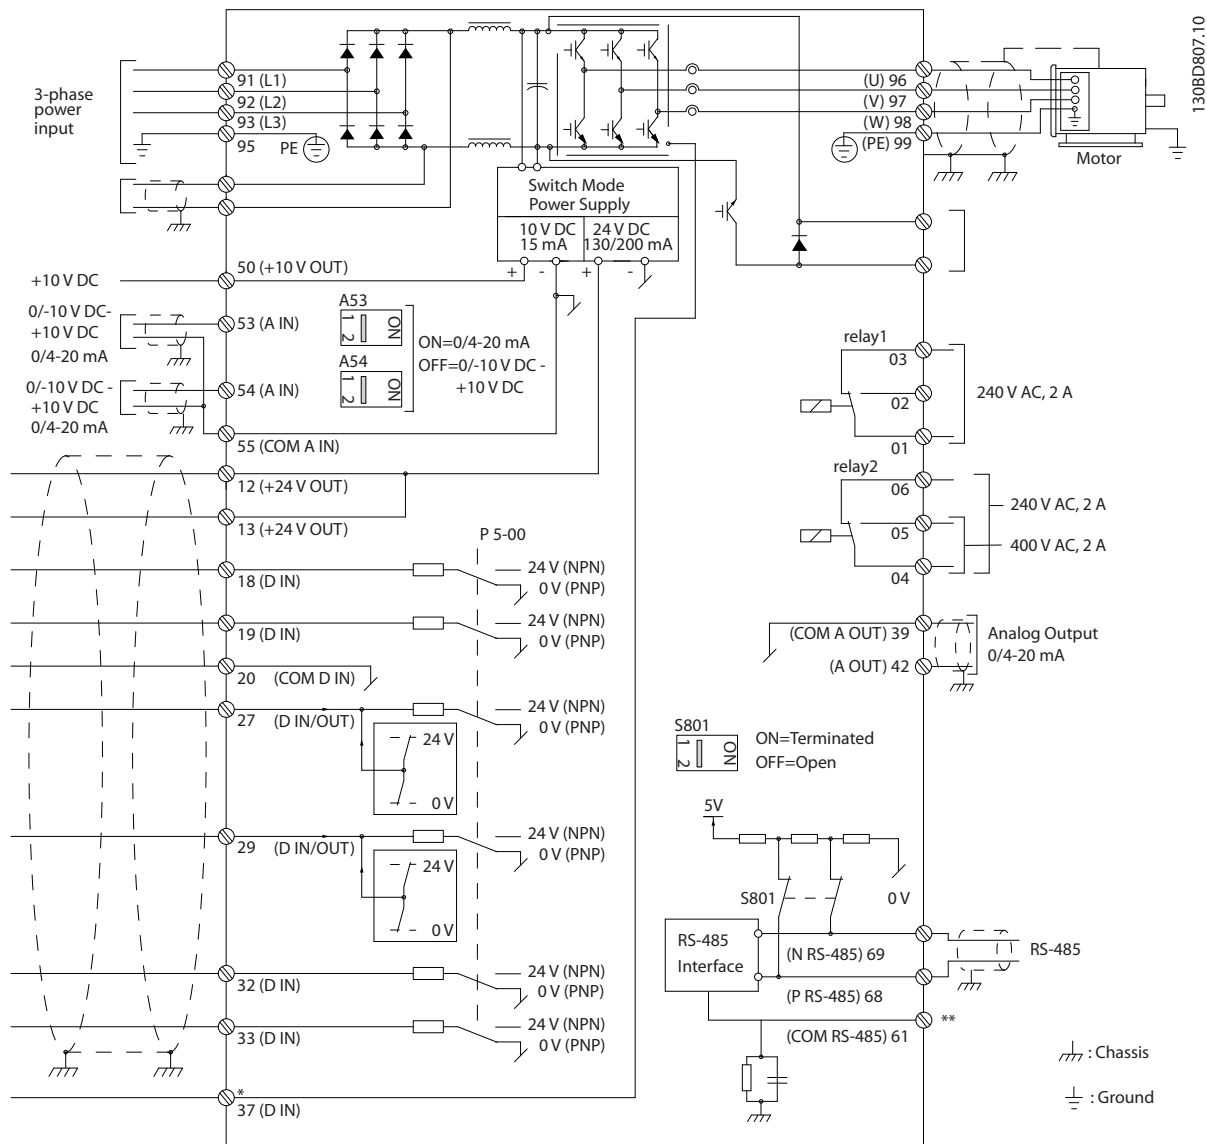 130BD807.10
3-phase
power
input
91 (L1)
92 (L2)
93 (L3)
95
PE
(U) 96
(V) 97
(W) 98
(PE) 99
Motor
Switch Mode
Power Supply
10 V DC
15 mA
24 V DC
130/200 mA
+
-
+
-
+10 V DC
50 (+10 V OUT)
0/-10 V DC-
+10 V DC
0/4-20 mA
53 (A IN)
A53
1
2
ON
ON=0/4-20 mA
OFF=0/-10 V DC -
+10 V DC
A54
1
2
ON
0/-10 V DC -
+10 V DC
0/4-20 mA
54 (A IN)
55 (COM A IN)
12 (+24 V OUT)
13 (+24 V OUT)
relay1
03
02
01
240 V AC, 2 A
relay2
06
05
04
240 V AC, 2 A
400 V AC, 2 A
P 5-00
18 (D IN)
24 V (NPN)
0 V (PNP)
19 (D IN)
24 V (NPN)
0 V (PNP)
20 (COM D IN)
27 (D IN/OUT)
24 V (NPN)
0 V (PNP)
24 V
0 V
29 (D IN/OUT)
24 V (NPN)
0 V (PNP)
24 V
0 V
32 (D IN)
24 V (NPN)
0 V (PNP)
33 (D IN)
24 V (NPN)
0 V (PNP)
*
37 (D IN)
(COM A OUT) 39
(A OUT) 42
Analog Output
0/4-20 mA
S801
1
2
ON
ON=Terminated
OFF=Open
5V
S801
0 V
RS-485
Interface
(N RS-485) 69
RS-485
(P RS-485) 68
(COM RS-485) 61
**
: Chassis
: Ground